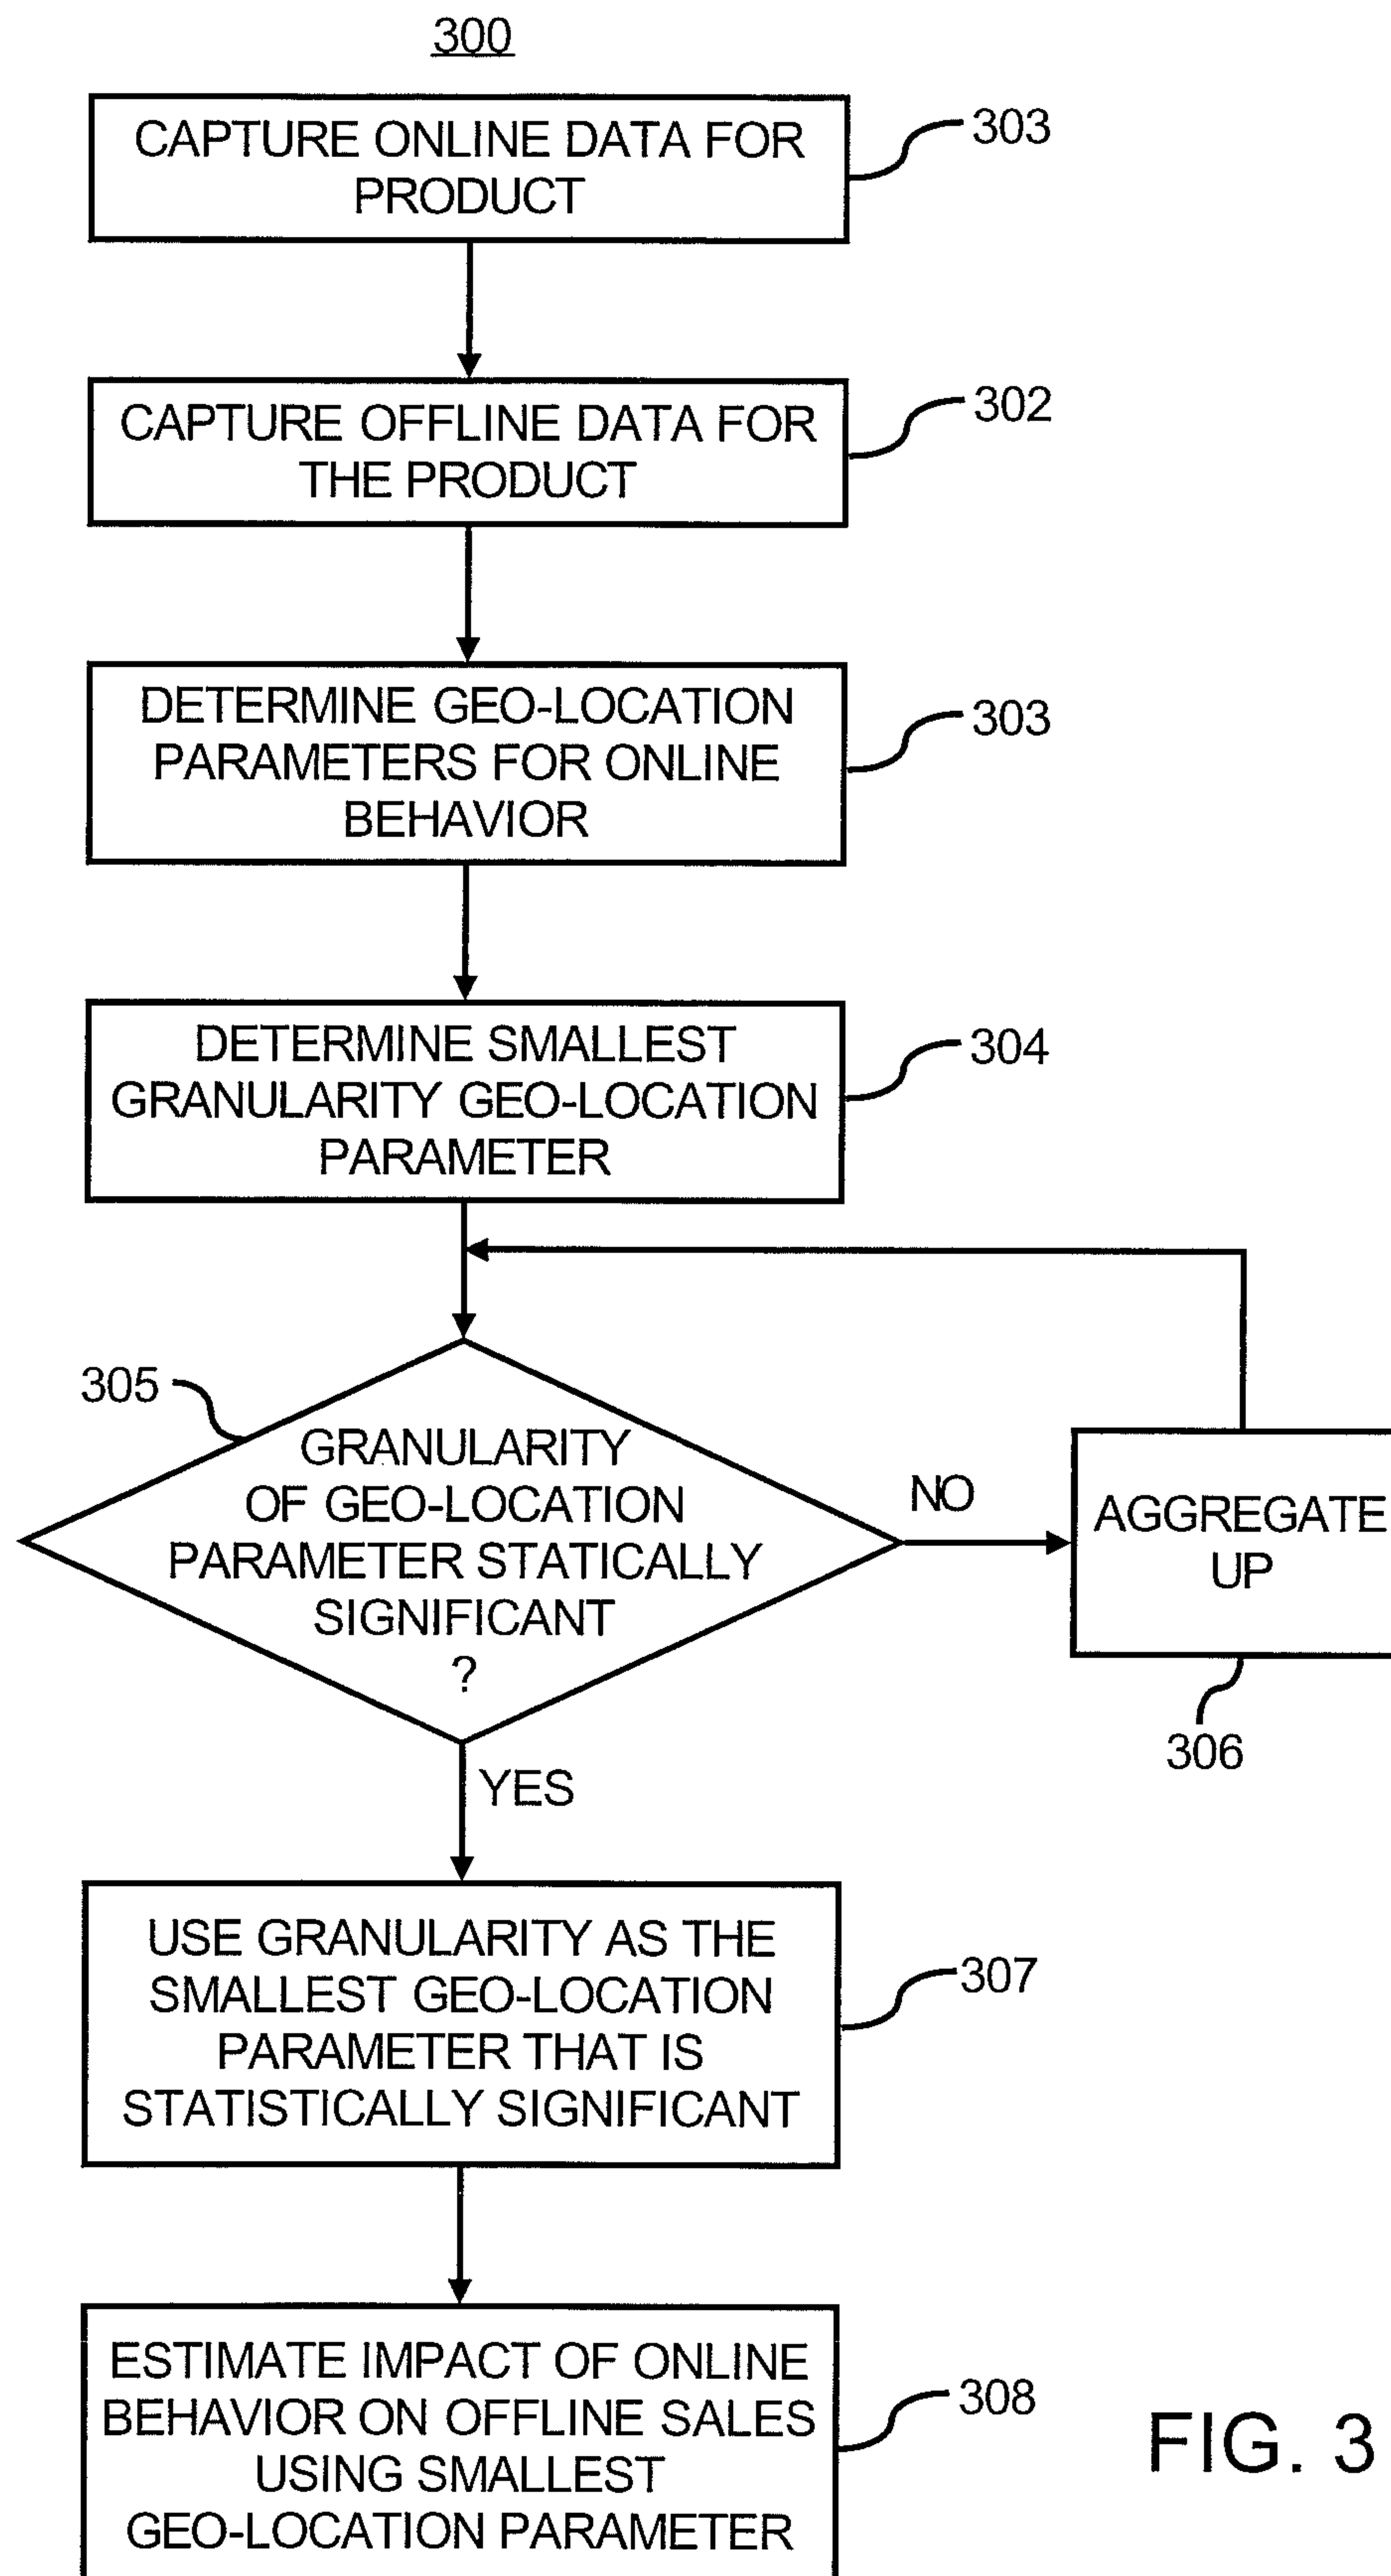 300
CAPTURE ONLINE DATA FOR
PRODUCT
303
CAPTURE OFFLINE DATA FOR
THE PRODUCT
302
DETERMINE GEO-LOCATION
PARAMETERS FOR ONLINE
BEHAVIOR
303
DETERMINE SMALLEST
GRANULARITY GEO-LOCATION
PARAMETER
304
305
GRANULARITY
OF GEO-LOCATION
PARAMETER STATICALLY
SIGNIFICANT
?
NO
AGGREGATE
UP
306
YES
USE GRANULARITY AS THE
SMALLEST GEO-LOCATION
PARAMETER THAT IS
STATISTICALLY SIGNIFICANT
307
ESTIMATE IMPACT OF ONLINE
BEHAVIOR ON OFFLINE SALES
USING SMALLEST
GEO-LOCATION PARAMETER
308
FIG. 3